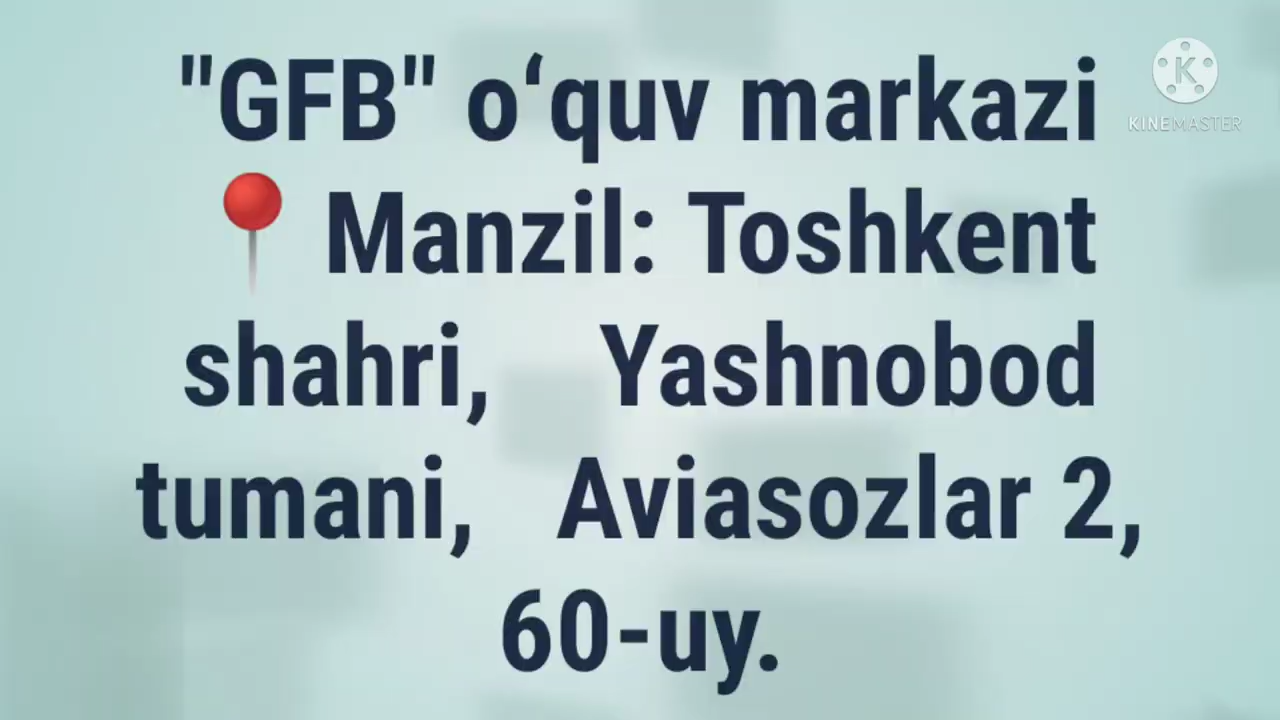 "GFB" o‘quv markazi
📍 Manzil: Toshkent
shahri, Yashnobod
tumani, Aviasozlar 2,
60-uy.
KINEMASTER